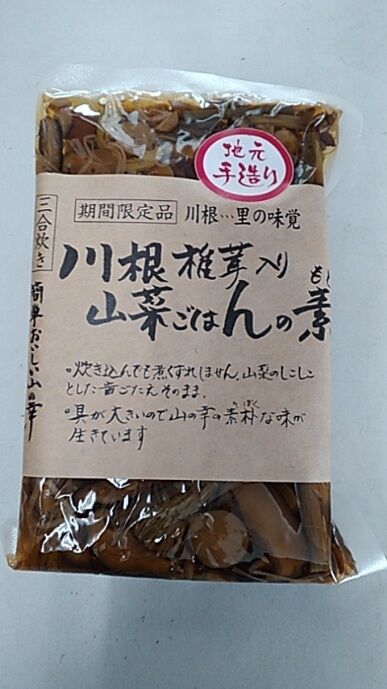 地元
手造り
三合炊き
簡単おいしい山の幸
期間限定品 川根…里の味覚
川根椎茸入り
山菜ごはんの素
もと
○炊き込んでも煮くずれしません。山菜のしこしこ
とした歯ごたえそのまま。
○具が大きいので山の幸の素朴な味が
そぼく
生きています